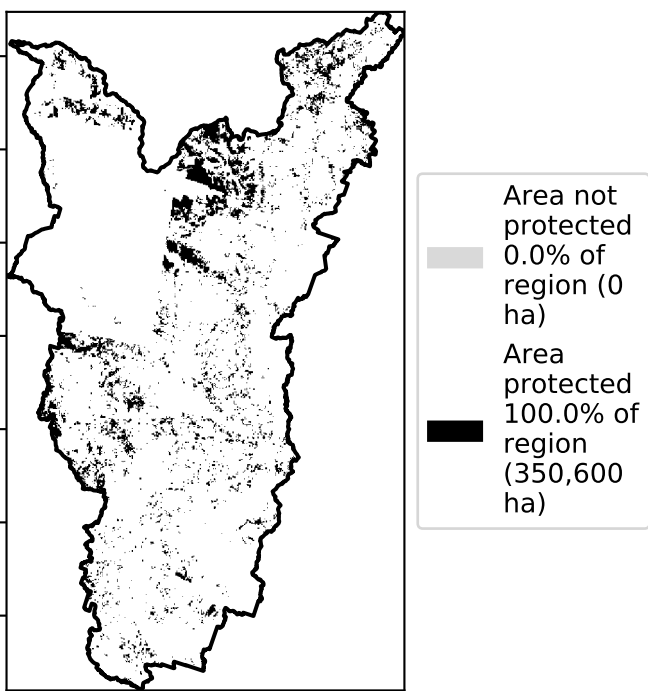 Area not
protected
0.0% of
region (0
ha)
Area
protected
100.0% of
region
(350,600
ha)